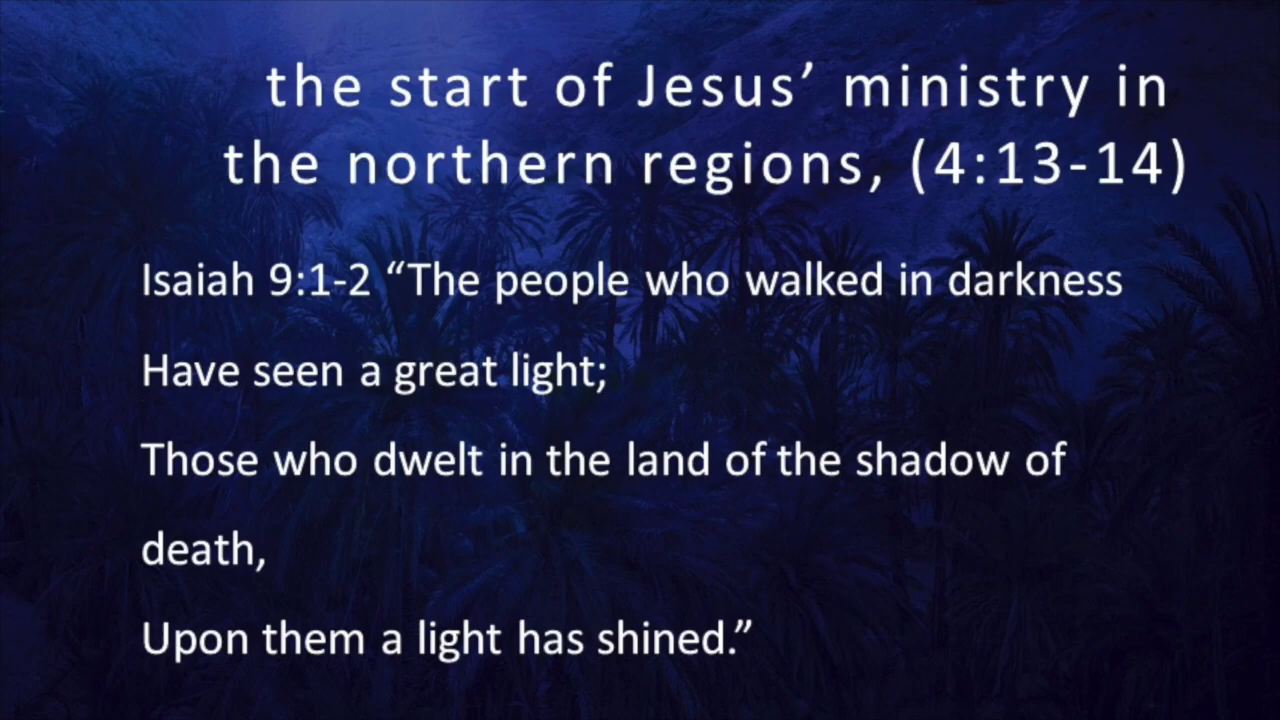 the start of Jesus’ ministry in
the northern regions, (4:13-14)
Isaiah 9:1-2 “The people who walked in darkness
Have seen a great light;
Those who dwelt in the land of the shadow of
death,
Upon them a light has shined.”